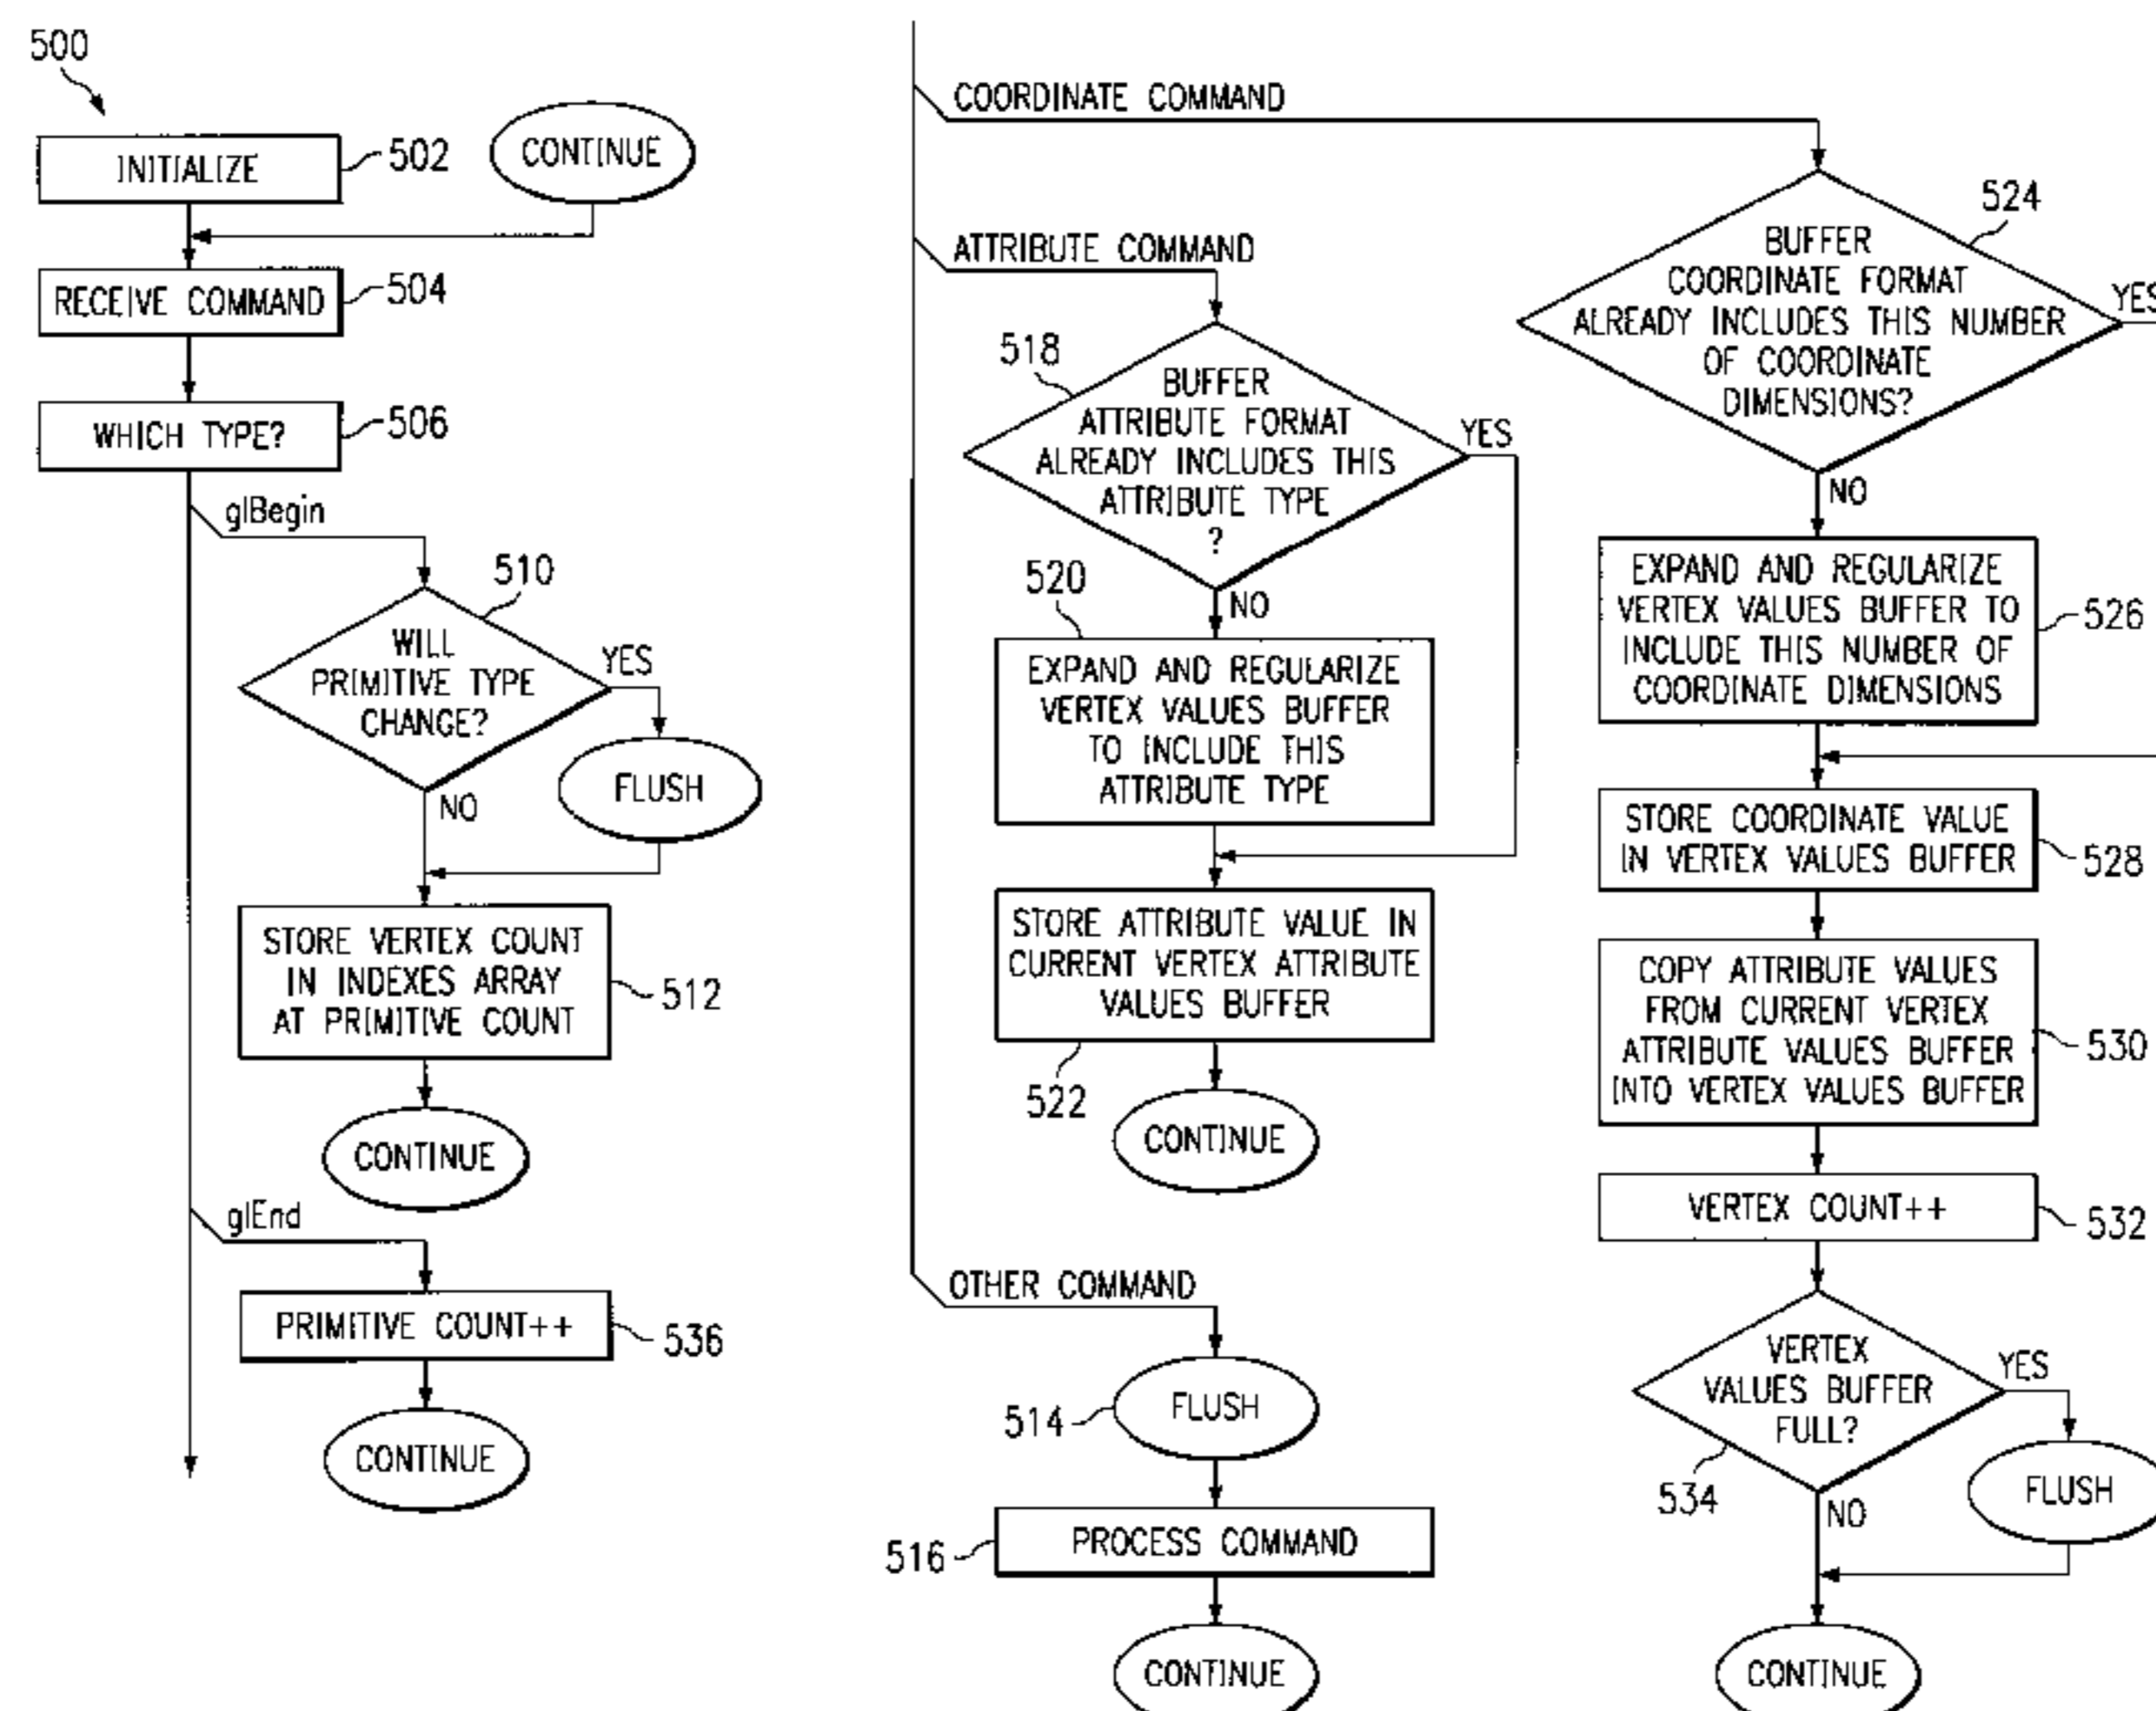 500
INITIALIZE
502
CONTINUE
RECEIVE COMMAND
504
WHICH TYPE?
506
glBegin
510
WILL
PRIMITIVE TYPE
CHANGE?
YES
FLUSH
NO
STORE VERTEX COUNT
IN INDEXES ARRAY
AT PRIMITIVE COUNT
512
CONTINUE
glEnd
PRIMITIVE COUNT++
536
CONTINUE
COORDINATE COMMAND
ATTRIBUTE COMMAND
518
BUFFER
ATTRIBUTE FORMAT
ALREADY INCLUDES THIS
ATTRIBUTE TYPE
?
YES
520
NO
EXPAND AND REGULARIZE
VERTEX VALUES BUFFER
TO INCLUDE THIS
ATTRIBUTE TYPE
STORE ATTRIBUTE VALUE IN
CURRENT VERTEX ATTRIBUTE
VALUES BUFFER
522
CONTINUE
OTHER COMMAND
514
FLUSH
516
PROCESS COMMAND
CONTINUE
524
BUFFER
COORDINATE FORMAT
ALREADY INCLUDES THIS NUMBER
OF COORDINATE
DIMENSIONS?
YES
NO
EXPAND AND REGULARIZE
VERTEX VALUES BUFFER TO
INCLUDE THIS NUMBER OF
COORDINATE DIMENSIONS
526
STORE COORDINATE VALUE
IN VERTEX VALUES BUFFER
528
COPY ATTRIBUTE VALUES
FROM CURRENT VERTEX
ATTRIBUTE VALUES BUFFER
INTO VERTEX VALUES BUFFER
530
VERTEX COUNT++
532
VERTEX
VALUES BUFFER
FULL?
YES
534
NO
FLUSH
CONTINUE